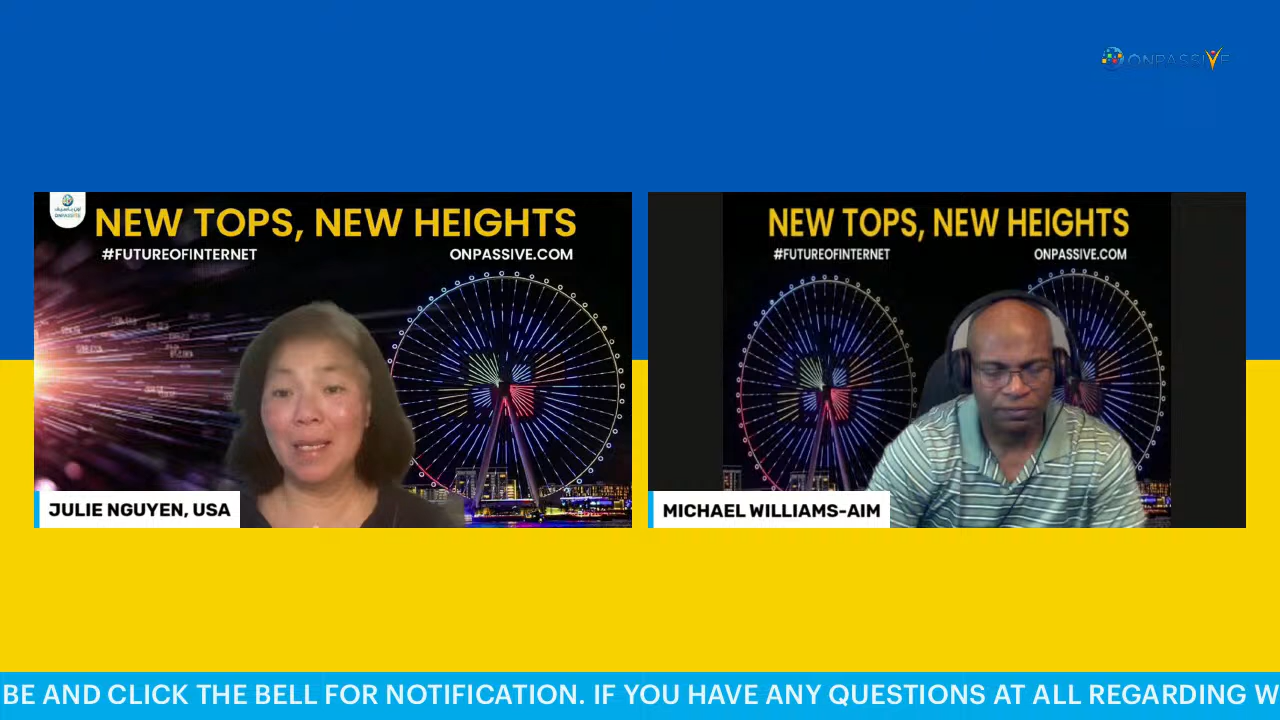 ONPASSIVE
NEW TOPS, NEW HEIGHTS
#FUTUREOFINTERNET
ONPASSIVE.COM
JULIE NGUYEN, USA
NEW TOPS, NEW HEIGHTS
#FUTUREOFINTERNET
ONPASSIVE.COM
MICHAEL WILLIAMS-AIM
BE AND CLICK THE BELL FOR NOTIFICATION. IF YOU HAVE ANY QUESTIONS AT ALL REGARDING W